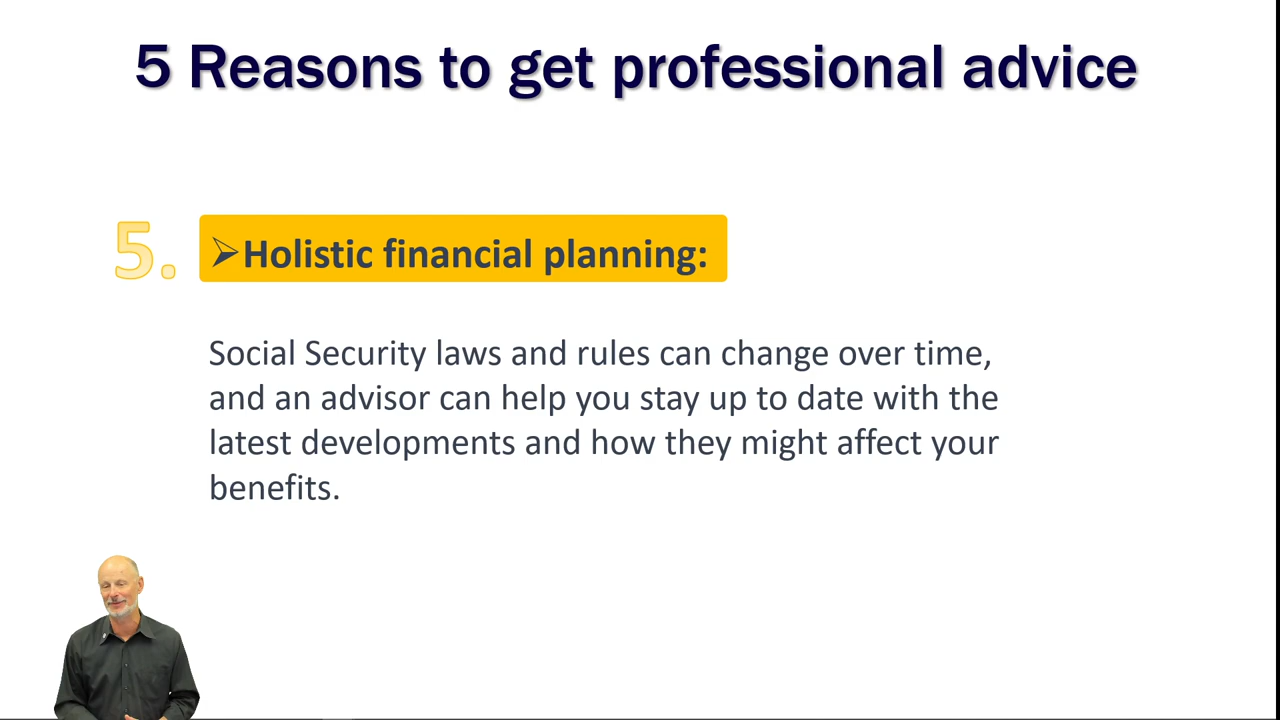 5 Reasons to get professional advice
5.
➢Holistic financial planning:
Social Security laws and rules can change over time,
and an advisor can help you stay up to date with the
latest developments and how they might affect your
benefits.